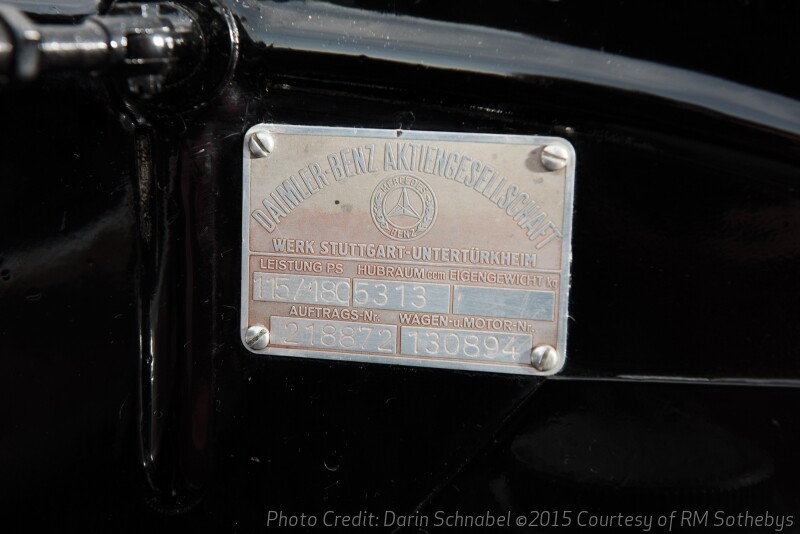 DAIMLER-BENZ AKTIENGESELLSCHAFT
MERCEDES
BENZ
WERK STUTTGART-UNTERTÜRKHEIM
LEISTUNG PS HUBRAUM ccm EIGENGEWICHT kg
115/180 5313
AUFTRAGS-Nr. WAGEN-u.MOTOR-Nr.
218872 130894
Photo Credit: Darin Schnabel ©2015 Courtesy of RM Sothebys